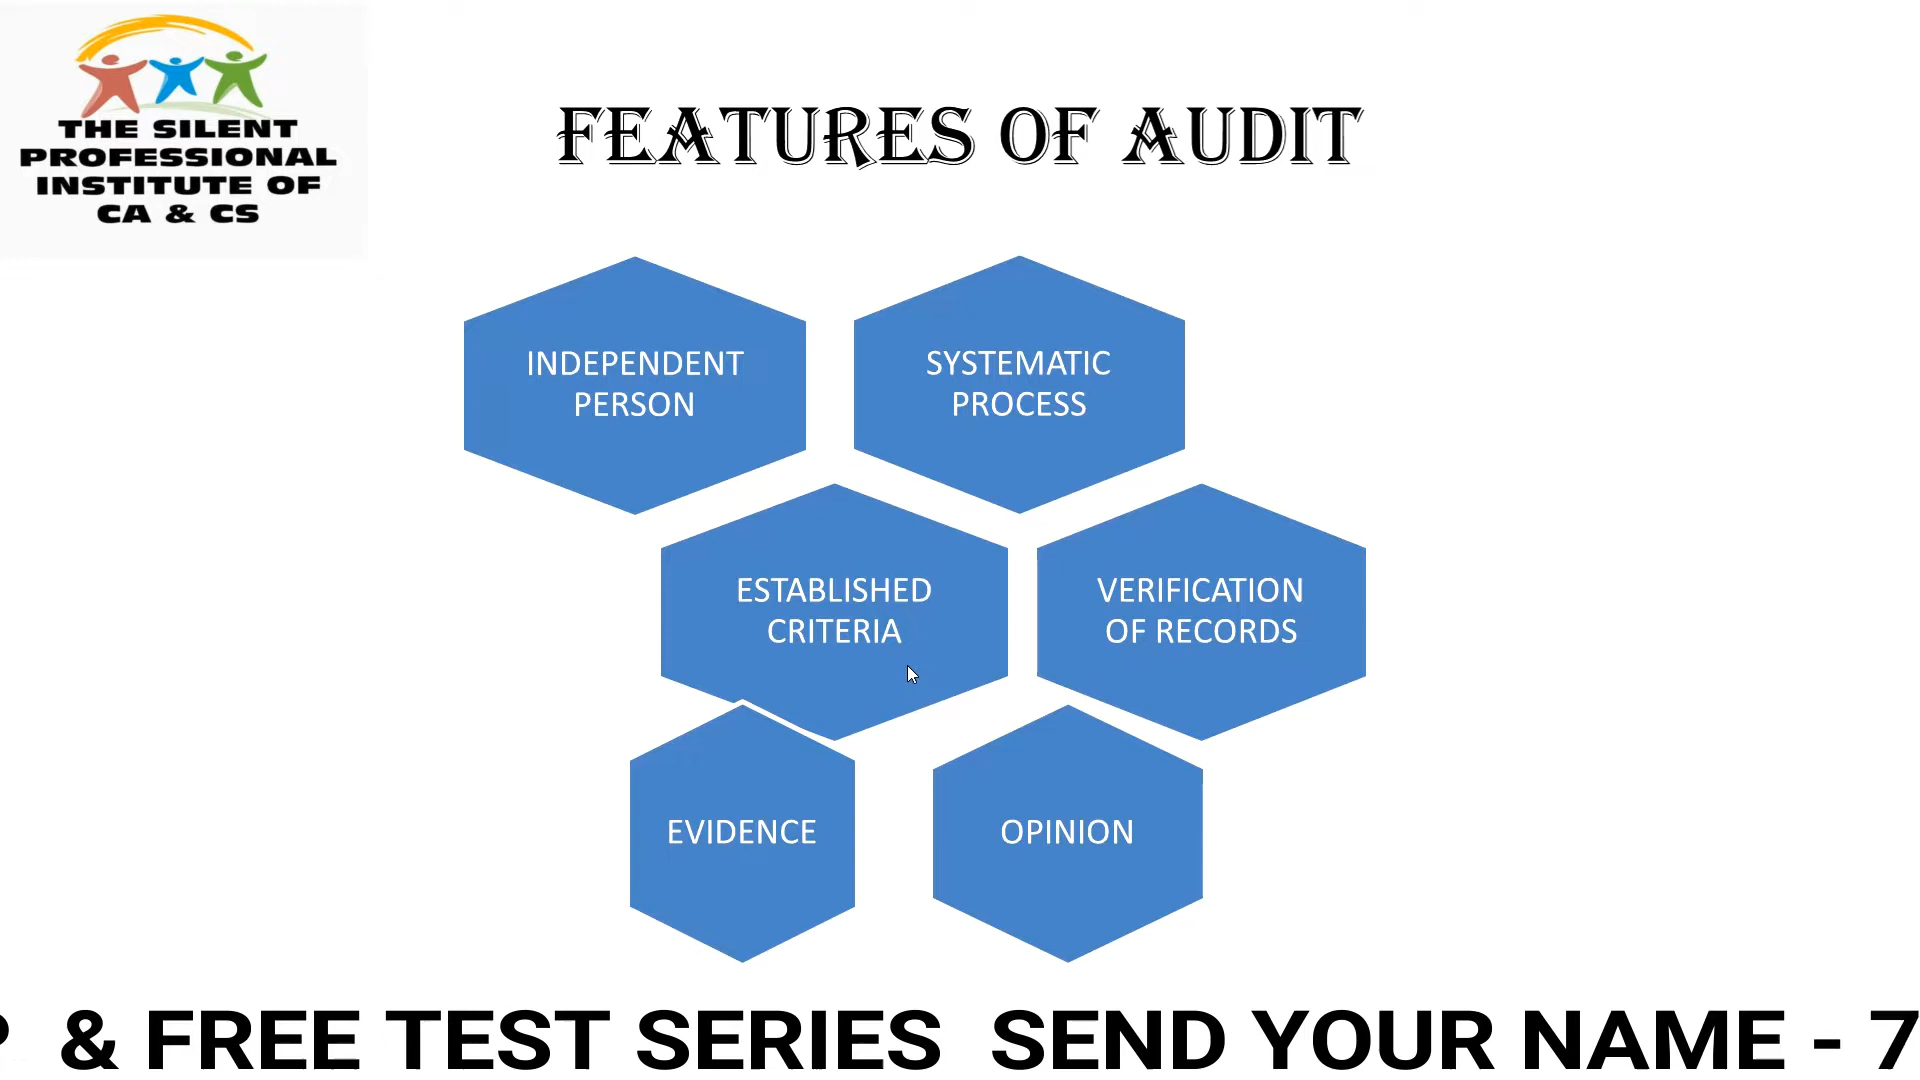 THE SILENT
PROFESSIONAL
INSTITUTE OF
CA & CS
FEATURES OF AUDIT
INDEPENDENT
PERSON
SYSTEMATIC
PROCESS
ESTABLISHED
CRITERIA
VERIFICATION
OF RECORDS
EVIDENCE
OPINION
& FREE TEST SERIES SEND YOUR NAME - 7